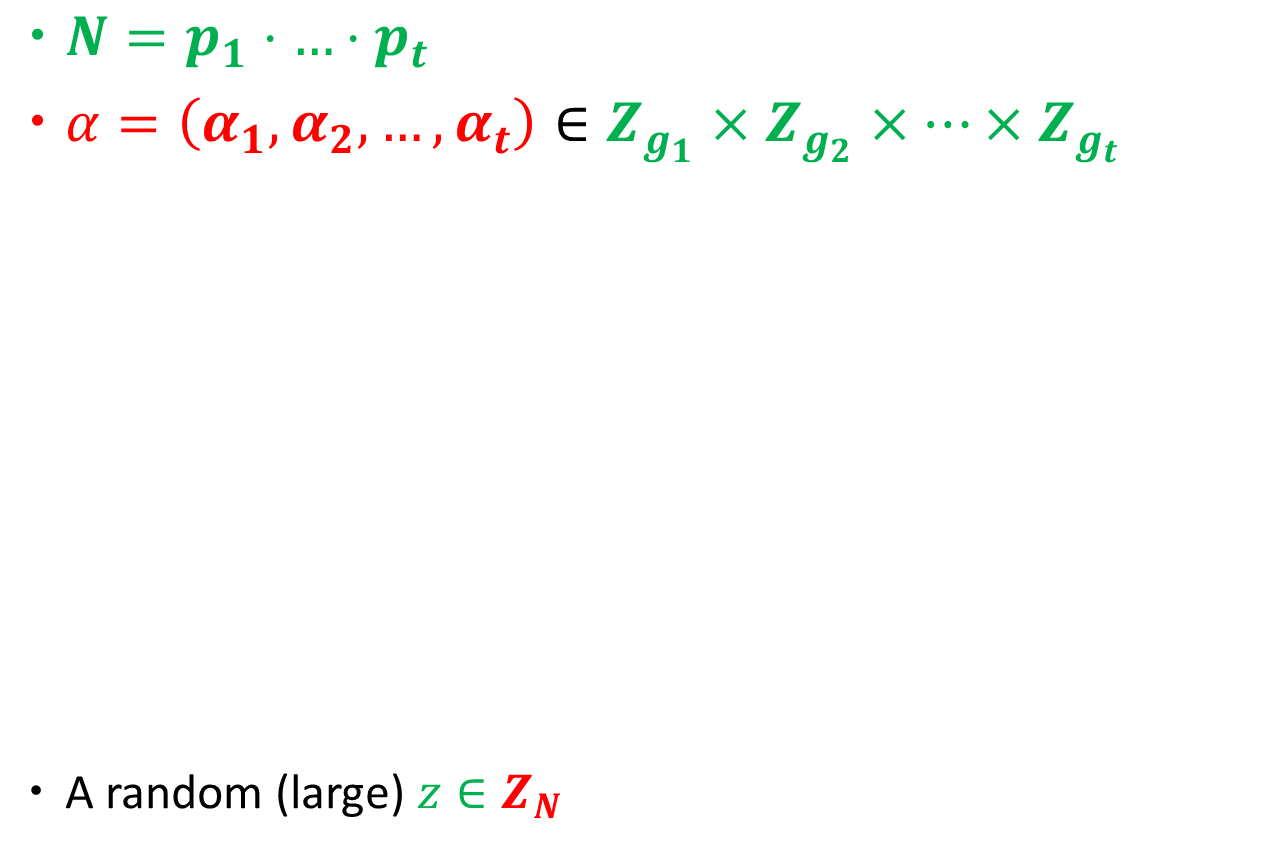 • N = p₁ · … · pₜ
• α = (α₁, α₂, … , αₜ) ∈ Z_{g₁} × Z_{g₂} × ⋯ × Z_{gₜ}
• A random (large) z ∈ Z_N